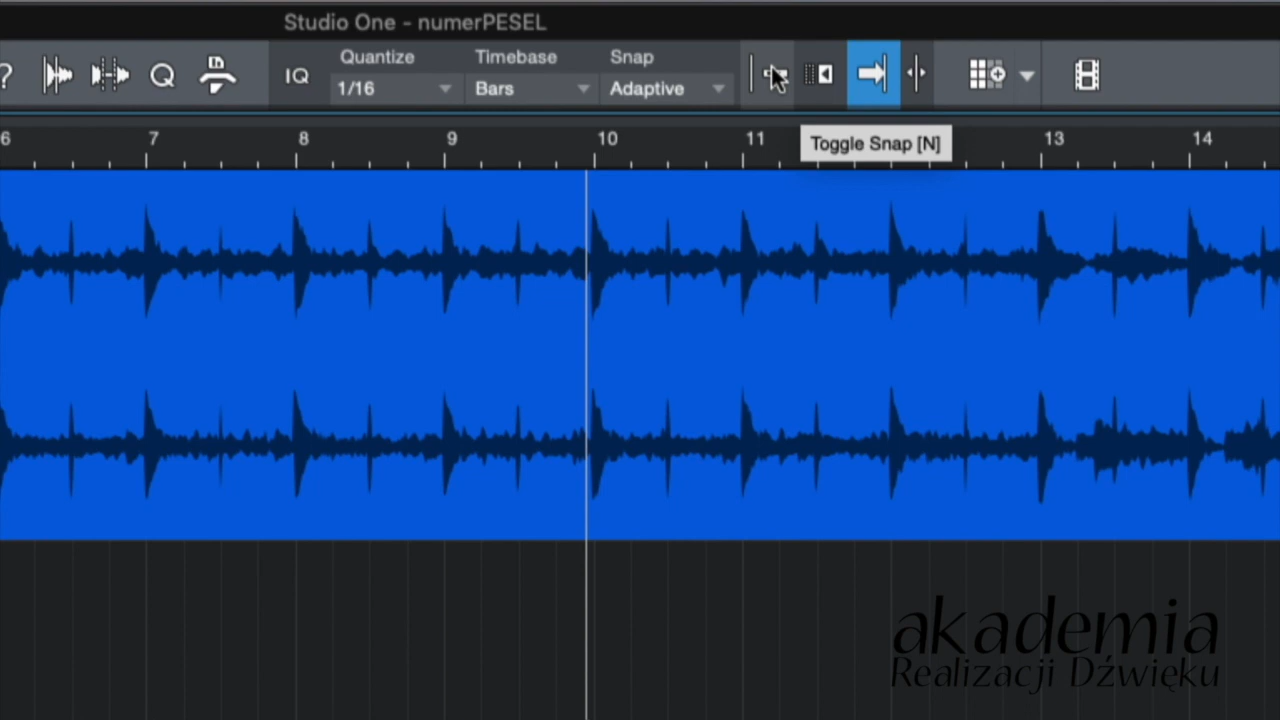 Studio One - numerPESEL
?
Quantize Timebase Snap
IQ 1/16 Bars Adaptive
Q
6 7 8 9 10 11 13 14
Toggle Snap [N]
akademia
Realizacji Dźwięku